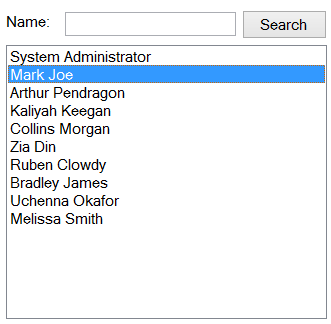 Name: Search
System Administrator
Mark Joe
Arthur Pendragon
Kaliyah Keegan
Collins Morgan
Zia Din
Ruben Clowdy
Bradley James
Uchenna Okafor
Melissa Smith